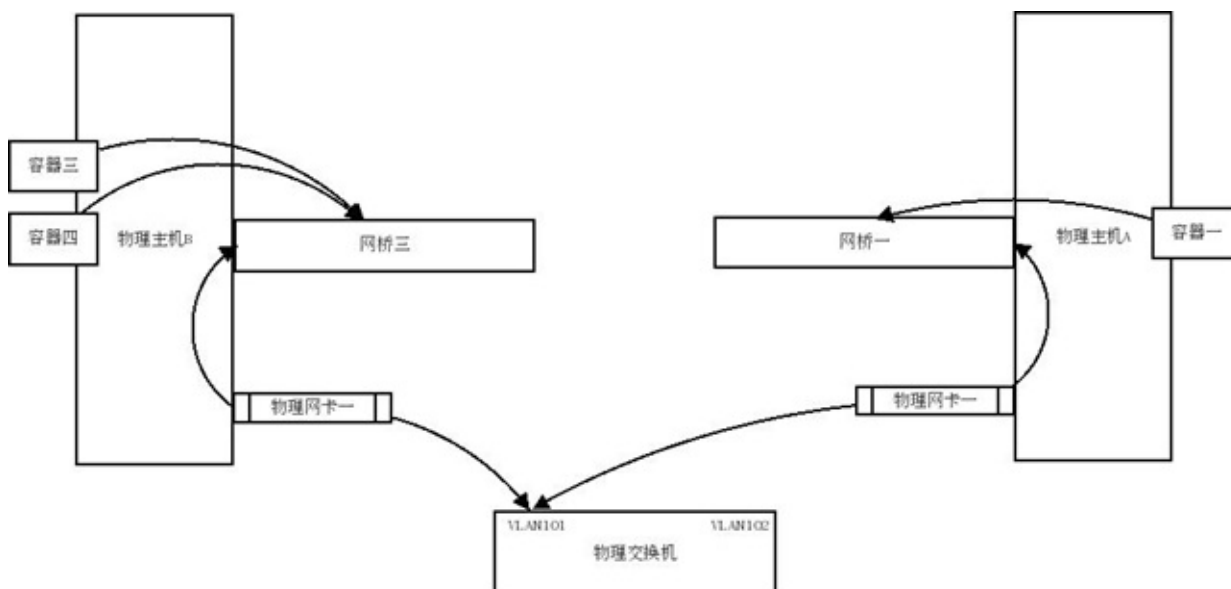 容器三
容器四
物理主机B
网桥三
网桥一
物理主机A
容器一
物理网卡一
物理网卡一
VLAN101
VLAN102
物理交换机